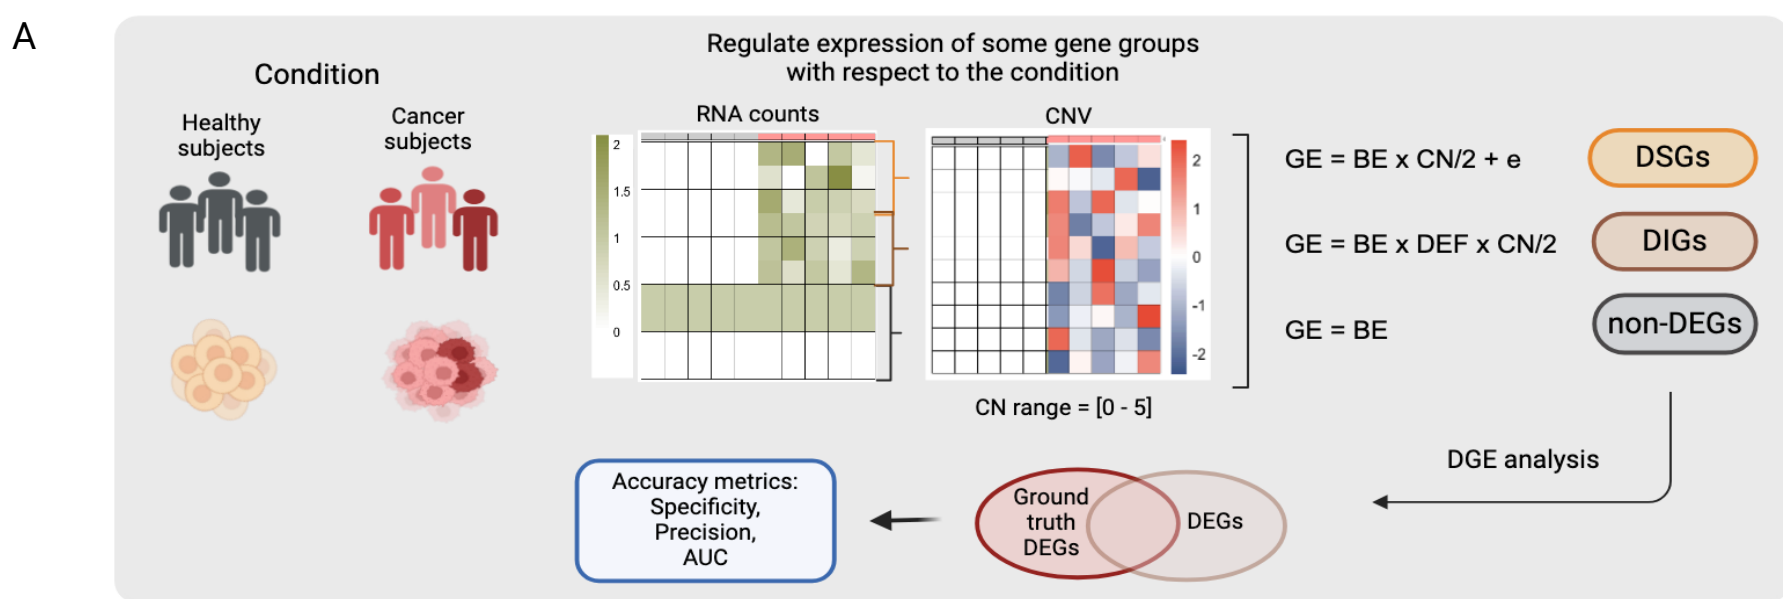 A
Regulate expression of some gene groups
with respect to the condition
Condition
Healthy
subjects
Cancer
subjects
RNA counts
2
1.5
1
0.5
0
CNV
2
1
0
-1
-2
CN range = [0 - 5]
GE = BE x CN/2 + e
DSGs
GE = BE x DEF x CN/2
DIGs
GE = BE
non-DEGs
DGE analysis
Ground
truth
DEGs
DEGs
Accuracy metrics:
Specificity,
Precision,
AUC